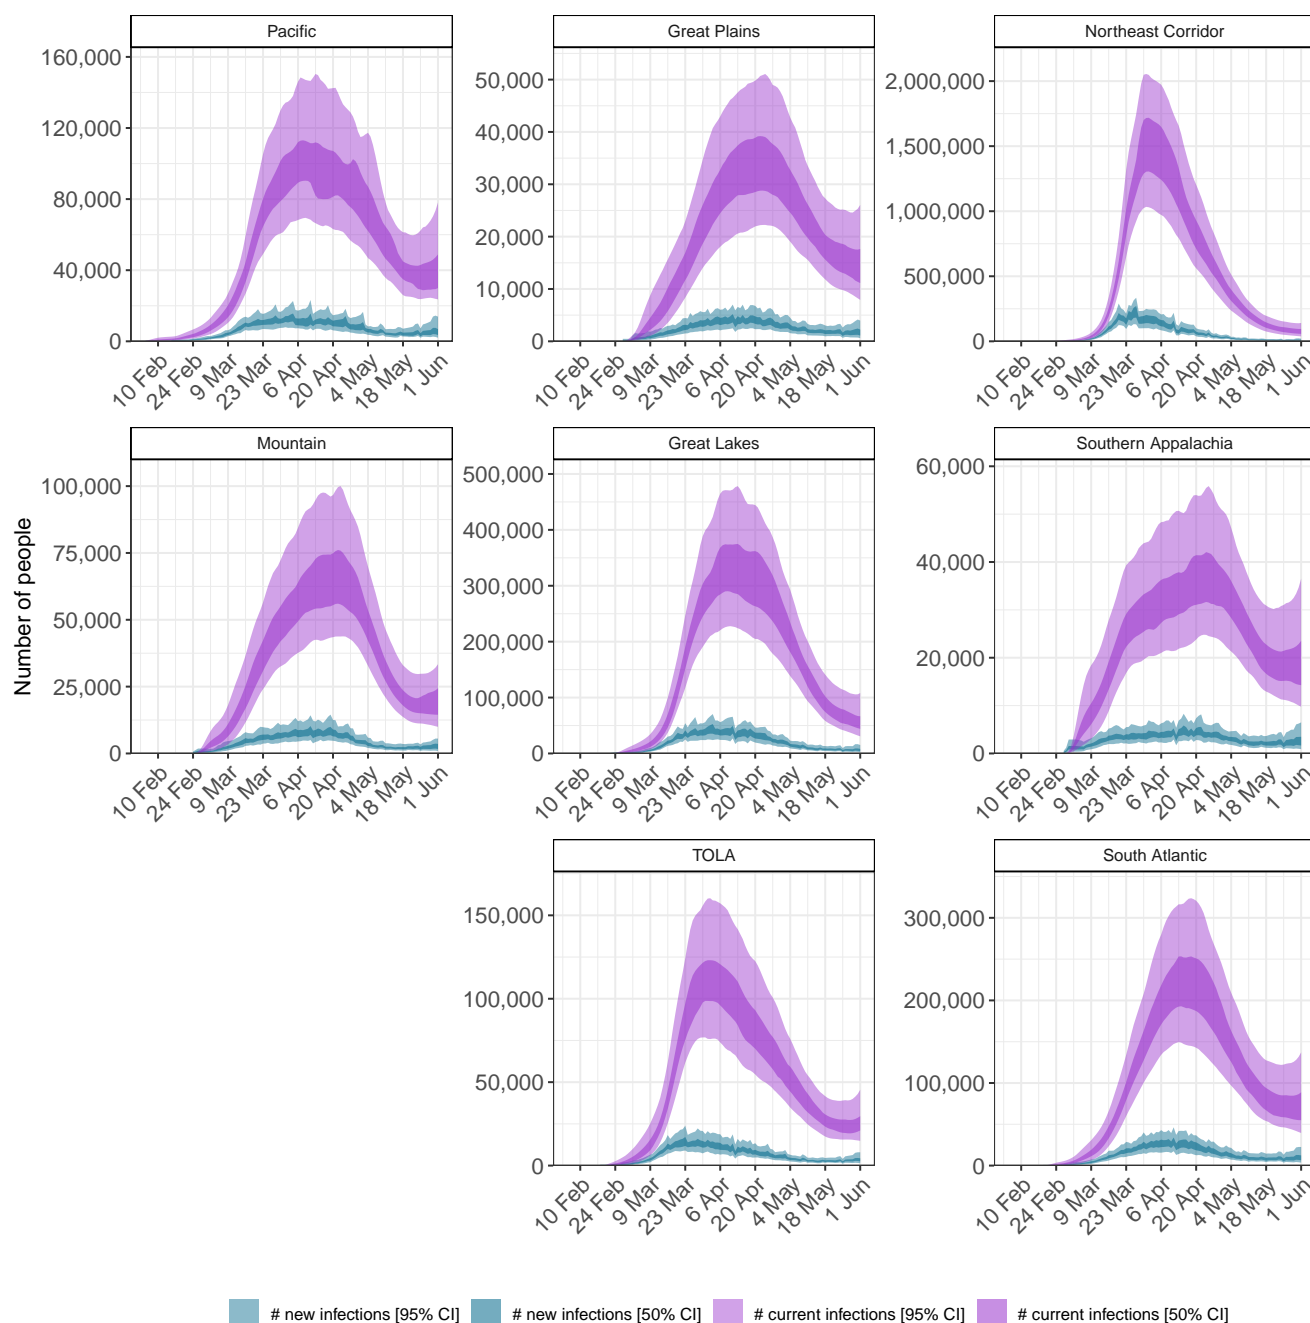 Pacific
Great Plains
Northeast Corridor
160,000
120,000
80,000
40,000
0
50,000
40,000
30,000
20,000
10,000
0
2,000,000
1,500,000
1,000,000
500,000
0
10 Feb
24 Feb
9 Mar
23 Mar
6 Apr
20 Apr
4 May
18 May
1 Jun
10 Feb
24 Feb
9 Mar
23 Mar
6 Apr
20 Apr
4 May
18 May
1 Jun
10 Feb
24 Feb
9 Mar
23 Mar
6 Apr
20 Apr
4 May
18 May
1 Jun
Number of people
Mountain
Great Lakes
Southern Appalachia
100,000
75,000
50,000
25,000
0
500,000
400,000
300,000
200,000
100,000
0
60,000
40,000
20,000
0
10 Feb
24 Feb
9 Mar
23 Mar
6 Apr
20 Apr
4 May
18 May
1 Jun
10 Feb
24 Feb
9 Mar
23 Mar
6 Apr
20 Apr
4 May
18 May
1 Jun
10 Feb
24 Feb
9 Mar
23 Mar
6 Apr
20 Apr
4 May
18 May
1 Jun
TOLA
South Atlantic
150,000
100,000
50,000
0
300,000
200,000
100,000
0
10 Feb
24 Feb
9 Mar
23 Mar
6 Apr
20 Apr
4 May
18 May
1 Jun
10 Feb
24 Feb
9 Mar
23 Mar
6 Apr
20 Apr
4 May
18 May
1 Jun
# new infections [95% CI] # new infections [50% CI] # current infections [95% CI] # current infections [50% CI]